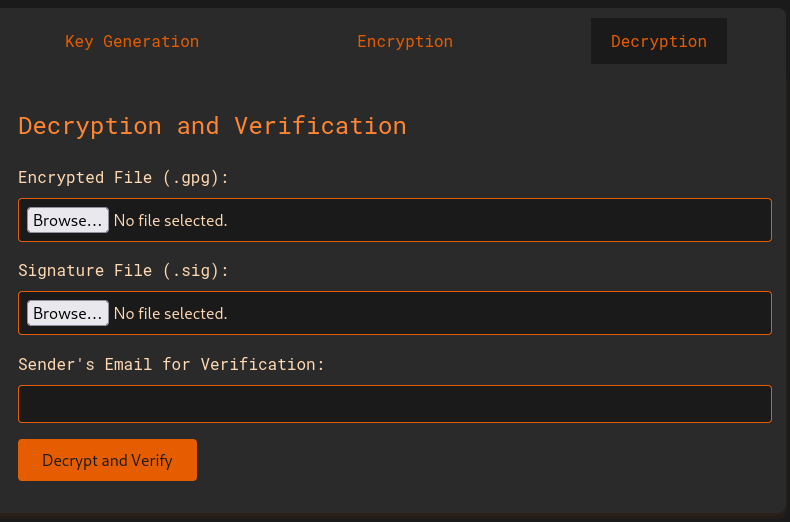 Key Generation Encryption Decryption
Decryption and Verification
Encrypted File (.gpg):
Browse... No file selected.
Signature File (.sig):
Browse... No file selected.
Sender's Email for Verification:
Decrypt and Verify